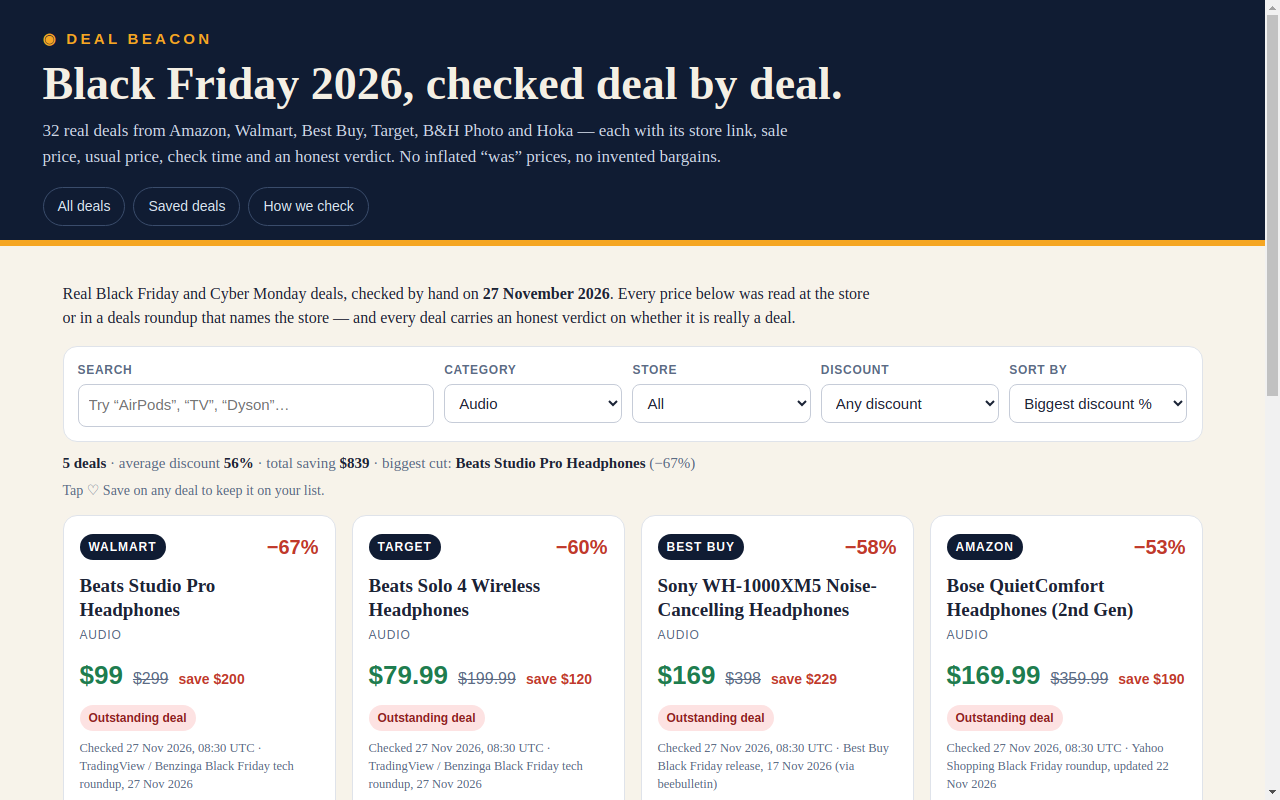 ◉ DEAL BEACON
Black Friday 2026, checked deal by deal.
32 real deals from Amazon, Walmart, Best Buy, Target, B&H Photo and Hoka — each with its store link, sale
price, usual price, check time and an honest verdict. No inflated “was” prices, no invented bargains.
All deals
Saved deals
How we check
Real Black Friday and Cyber Monday deals, checked by hand on 27 November 2026. Every price below was read at the store
or in a deals roundup that names the store — and every deal carries an honest verdict on whether it is really a deal.
SEARCH
CATEGORY
STORE
DISCOUNT
SORT BY
Try “AirPods”, “TV”, “Dyson”…
Audio
All
Any discount
Biggest discount %
5 deals · average discount 56% · total saving $839 · biggest cut: Beats Studio Pro Headphones (−67%)
Tap ♡ Save on any deal to keep it on your list.
WALMART
−67%
Beats Studio Pro
Headphones
AUDIO
$99 $299 save $200
Outstanding deal
Checked 27 Nov 2026, 08:30 UTC ·
TradingView / Benzinga Black Friday tech
roundup, 27 Nov 2026
TARGET
−60%
Beats Solo 4 Wireless
Headphones
AUDIO
$79.99 $199.99 save $120
Outstanding deal
Checked 27 Nov 2026, 08:30 UTC ·
TradingView / Benzinga Black Friday tech
roundup, 27 Nov 2026
BEST BUY
−58%
Sony WH-1000XM5 Noise-
Cancelling Headphones
AUDIO
$169 $398 save $229
Outstanding deal
Checked 27 Nov 2026, 08:30 UTC · Best Buy
Black Friday release, 17 Nov 2026 (via
beebulletin)
AMAZON
−53%
Bose QuietComfort
Headphones (2nd Gen)
AUDIO
$169.99 $359.99 save $190
Outstanding deal
Checked 27 Nov 2026, 08:30 UTC · Yahoo
Shopping Black Friday roundup, updated 22
Nov 2026